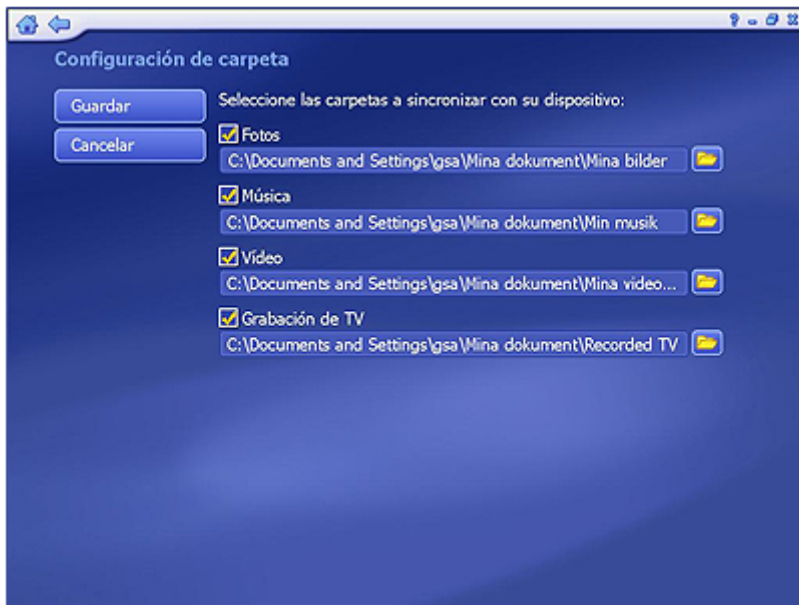 Configuración de carpeta
Guardar
Cancelar
Seleccione las carpetas a sincronizar con su dispositivo:
Fotos
C:\Documents and Settings\gsa\Mina dokument\Mina bilder
Música
C:\Documents and Settings\gsa\Mina dokument\Min musik
Vídeo
C:\Documents and Settings\gsa\Mina dokument\Mina video...
Grabación de TV
C:\Documents and Settings\gsa\Mina dokument\Recorded TV